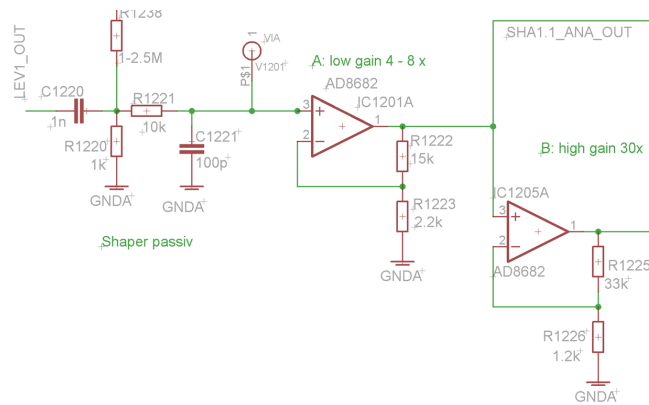 R1238
1-2.5M
LEV1_OUT
1
VIA
P$1
V1201
A: low gain 4 - 8 x
AD8682
IC1201A
SHA1.1_ANA_OUT
C1220
1n
R1221
10k
R1220
1k
C1221
100p
3
2
1
R1222
15k
R1223
2.2k
GNDA
GNDA
GNDA
Shaper passiv
B: high gain 30x
IC1205A
3
2
1
AD8682
R1225
33k
R1226
1.2k
GNDA